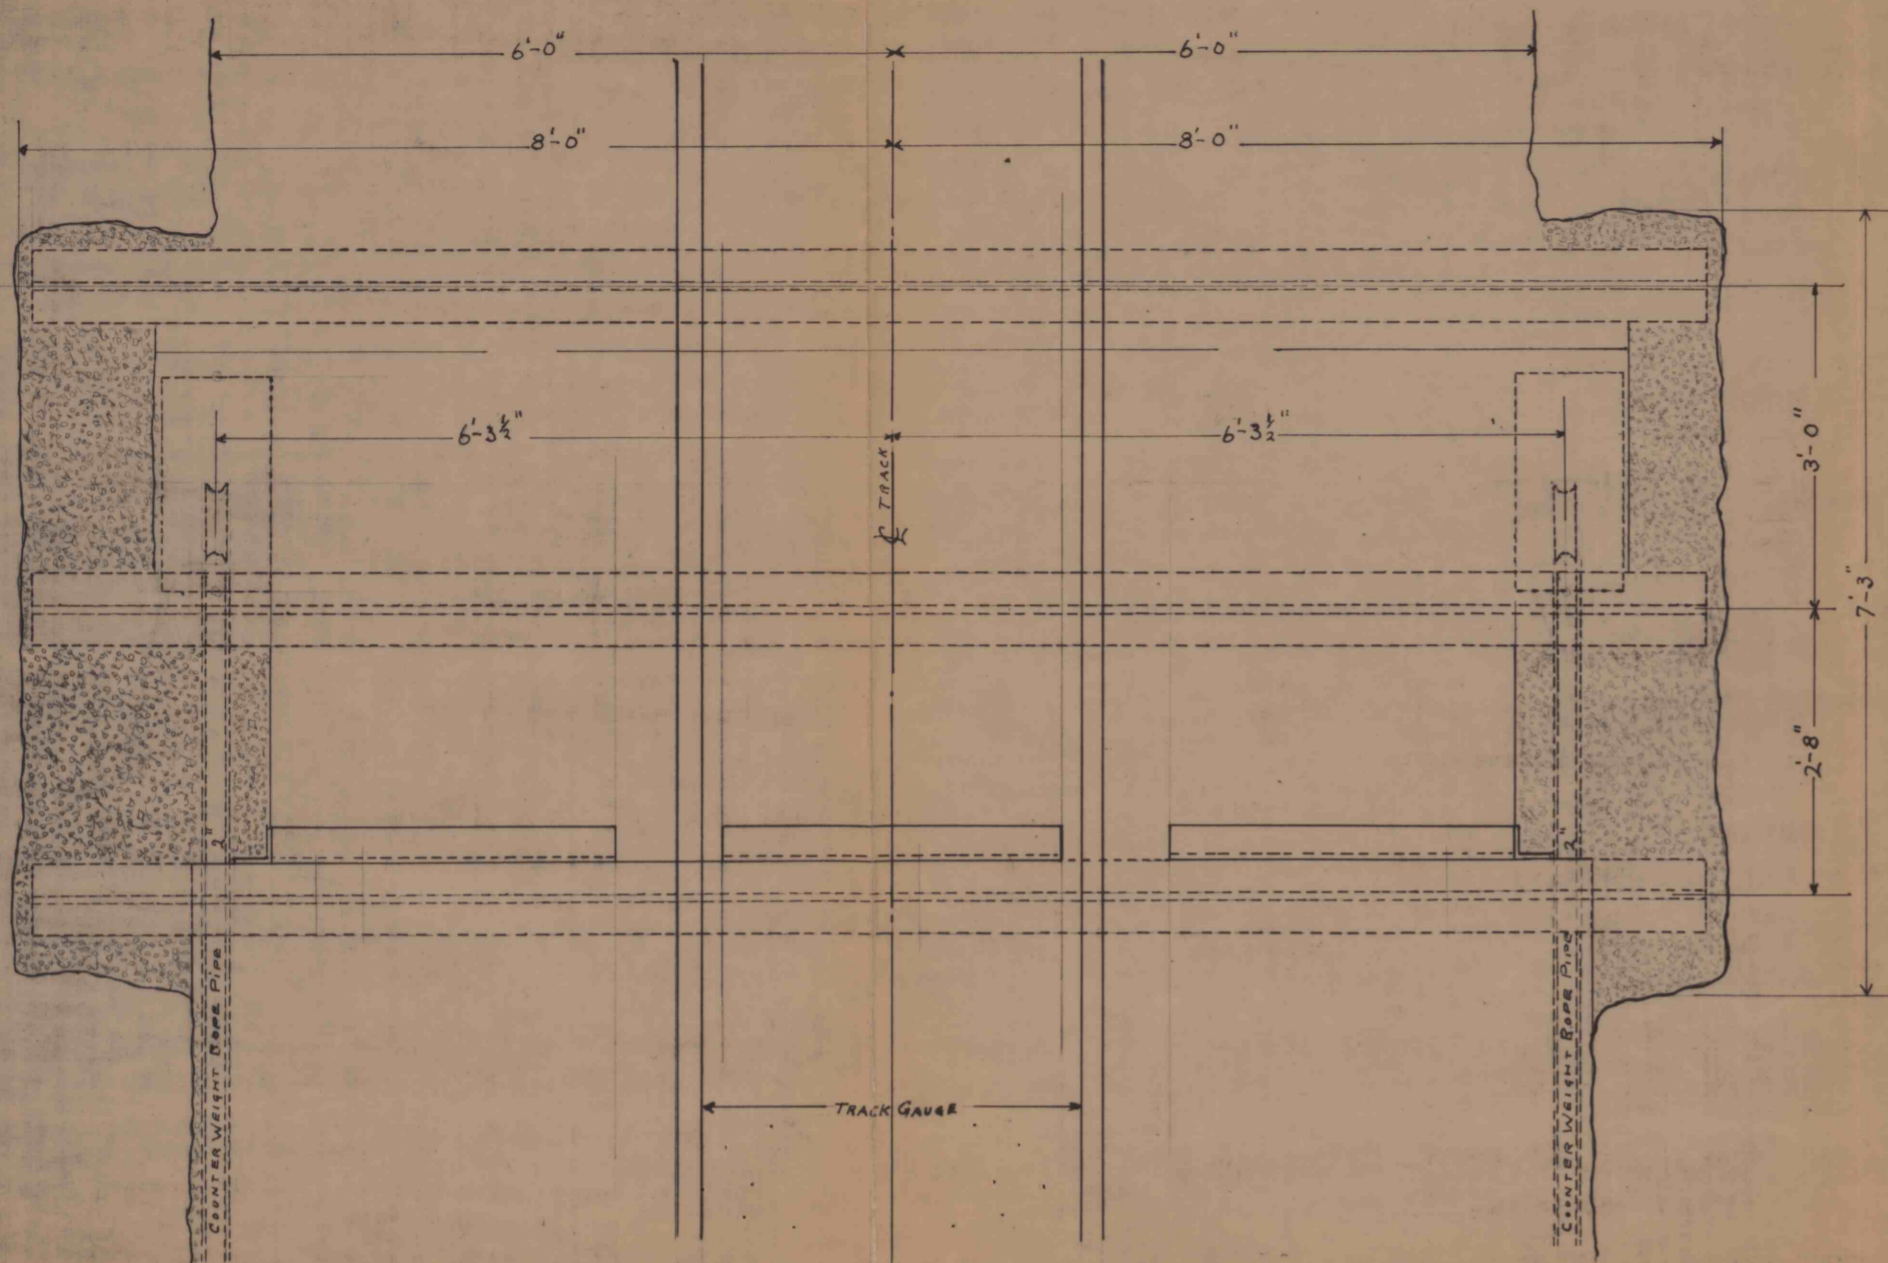 6'-0" 6'-0"
8'-0" 8'-0"
6'-3½" 6'-3½"
3'-0"
℄ TRACK
7'-3"
2'-8"
2" 2"
COUNTER WEIGHT ROPE PIPE
COUNTER WEIGHT ROPE PIPE
TRACK GAUGE